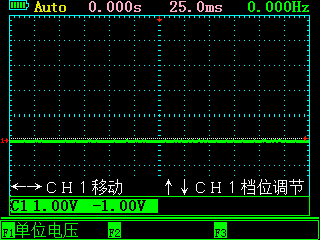 Auto 0.000s 25.0ms 0.000Hz
←→CH1移动 ↑↓CH1档位调节
C1 1.00V -1.00V
F1 单位电压 F2 F3